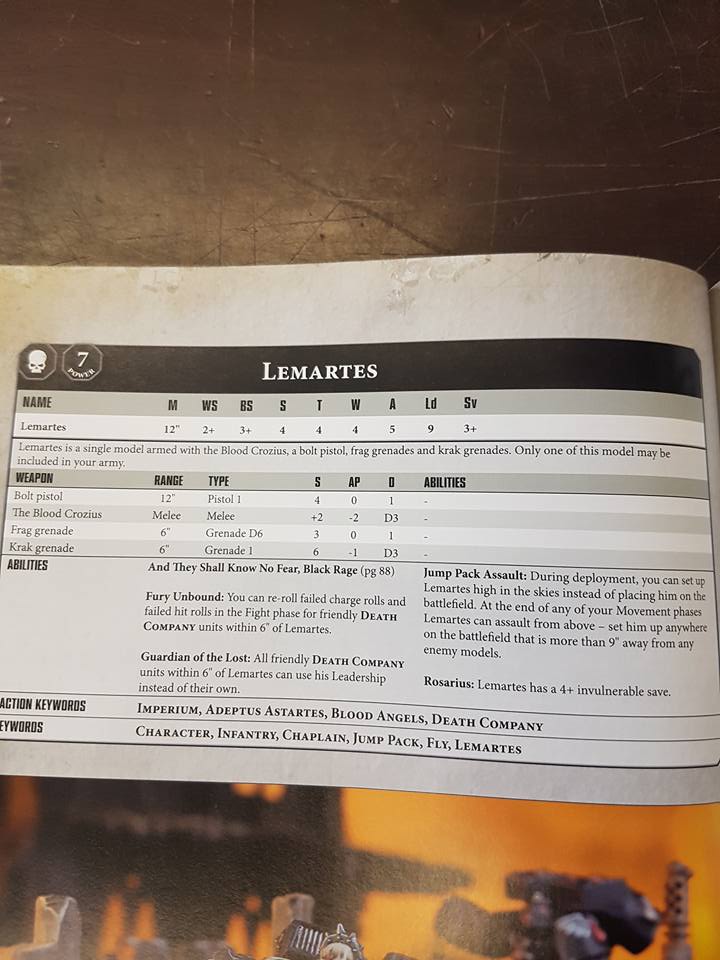 7
POWER
LEMARTES
NAME M WS BS S T W A Ld Sv
Lemartes 12" 2+ 3+ 4 4 4 5 9 3+
Lemartes is a single model armed with the Blood Crozius, a bolt pistol, frag grenades and krak grenades. Only one of this model may be
included in your army.
WEAPON RANGE TYPE S AP D ABILITIES
Bolt pistol 12" Pistol 1 4 0 1 -
The Blood Crozius Melee Melee +2 -2 D3 -
Frag grenade 6" Grenade D6 3 0 1 -
Krak grenade 6" Grenade 1 6 -1 D3 -
ABILITIES
And They Shall Know No Fear, Black Rage (pg 88)
Fury Unbound: You can re-roll failed charge rolls and
failed hit rolls in the Fight phase for friendly DEATH
COMPANY units within 6" of Lemartes.
Guardian of the Lost: All friendly DEATH COMPANY
units within 6" of Lemartes can use his Leadership
instead of their own.
Jump Pack Assault: During deployment, you can set up
Lemartes high in the skies instead of placing him on the
battlefield. At the end of any of your Movement phases
Lemartes can assault from above – set him up anywhere
on the battlefield that is more than 9" away from any
enemy models.
Rosarius: Lemartes has a 4+ invulnerable save.
ACTION KEYWORDS IMPERIUM, ADEPTUS ASTARTES, BLOOD ANGELS, DEATH COMPANY
EYWORDS CHARACTER, INFANTRY, CHAPLAIN, JUMP PACK, FLY, LEMARTES